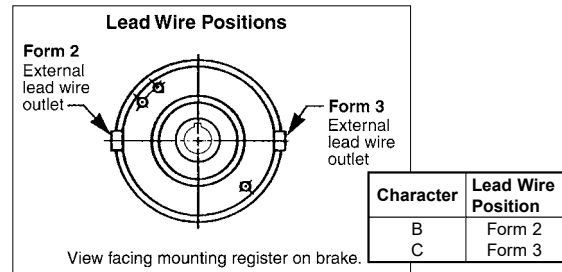 Lead Wire Positions
Form 2
External
lead wire
outlet
Form 3
External
lead wire
outlet
Character Lead Wire
Position
B Form 2
C Form 3
View facing mounting register on brake.